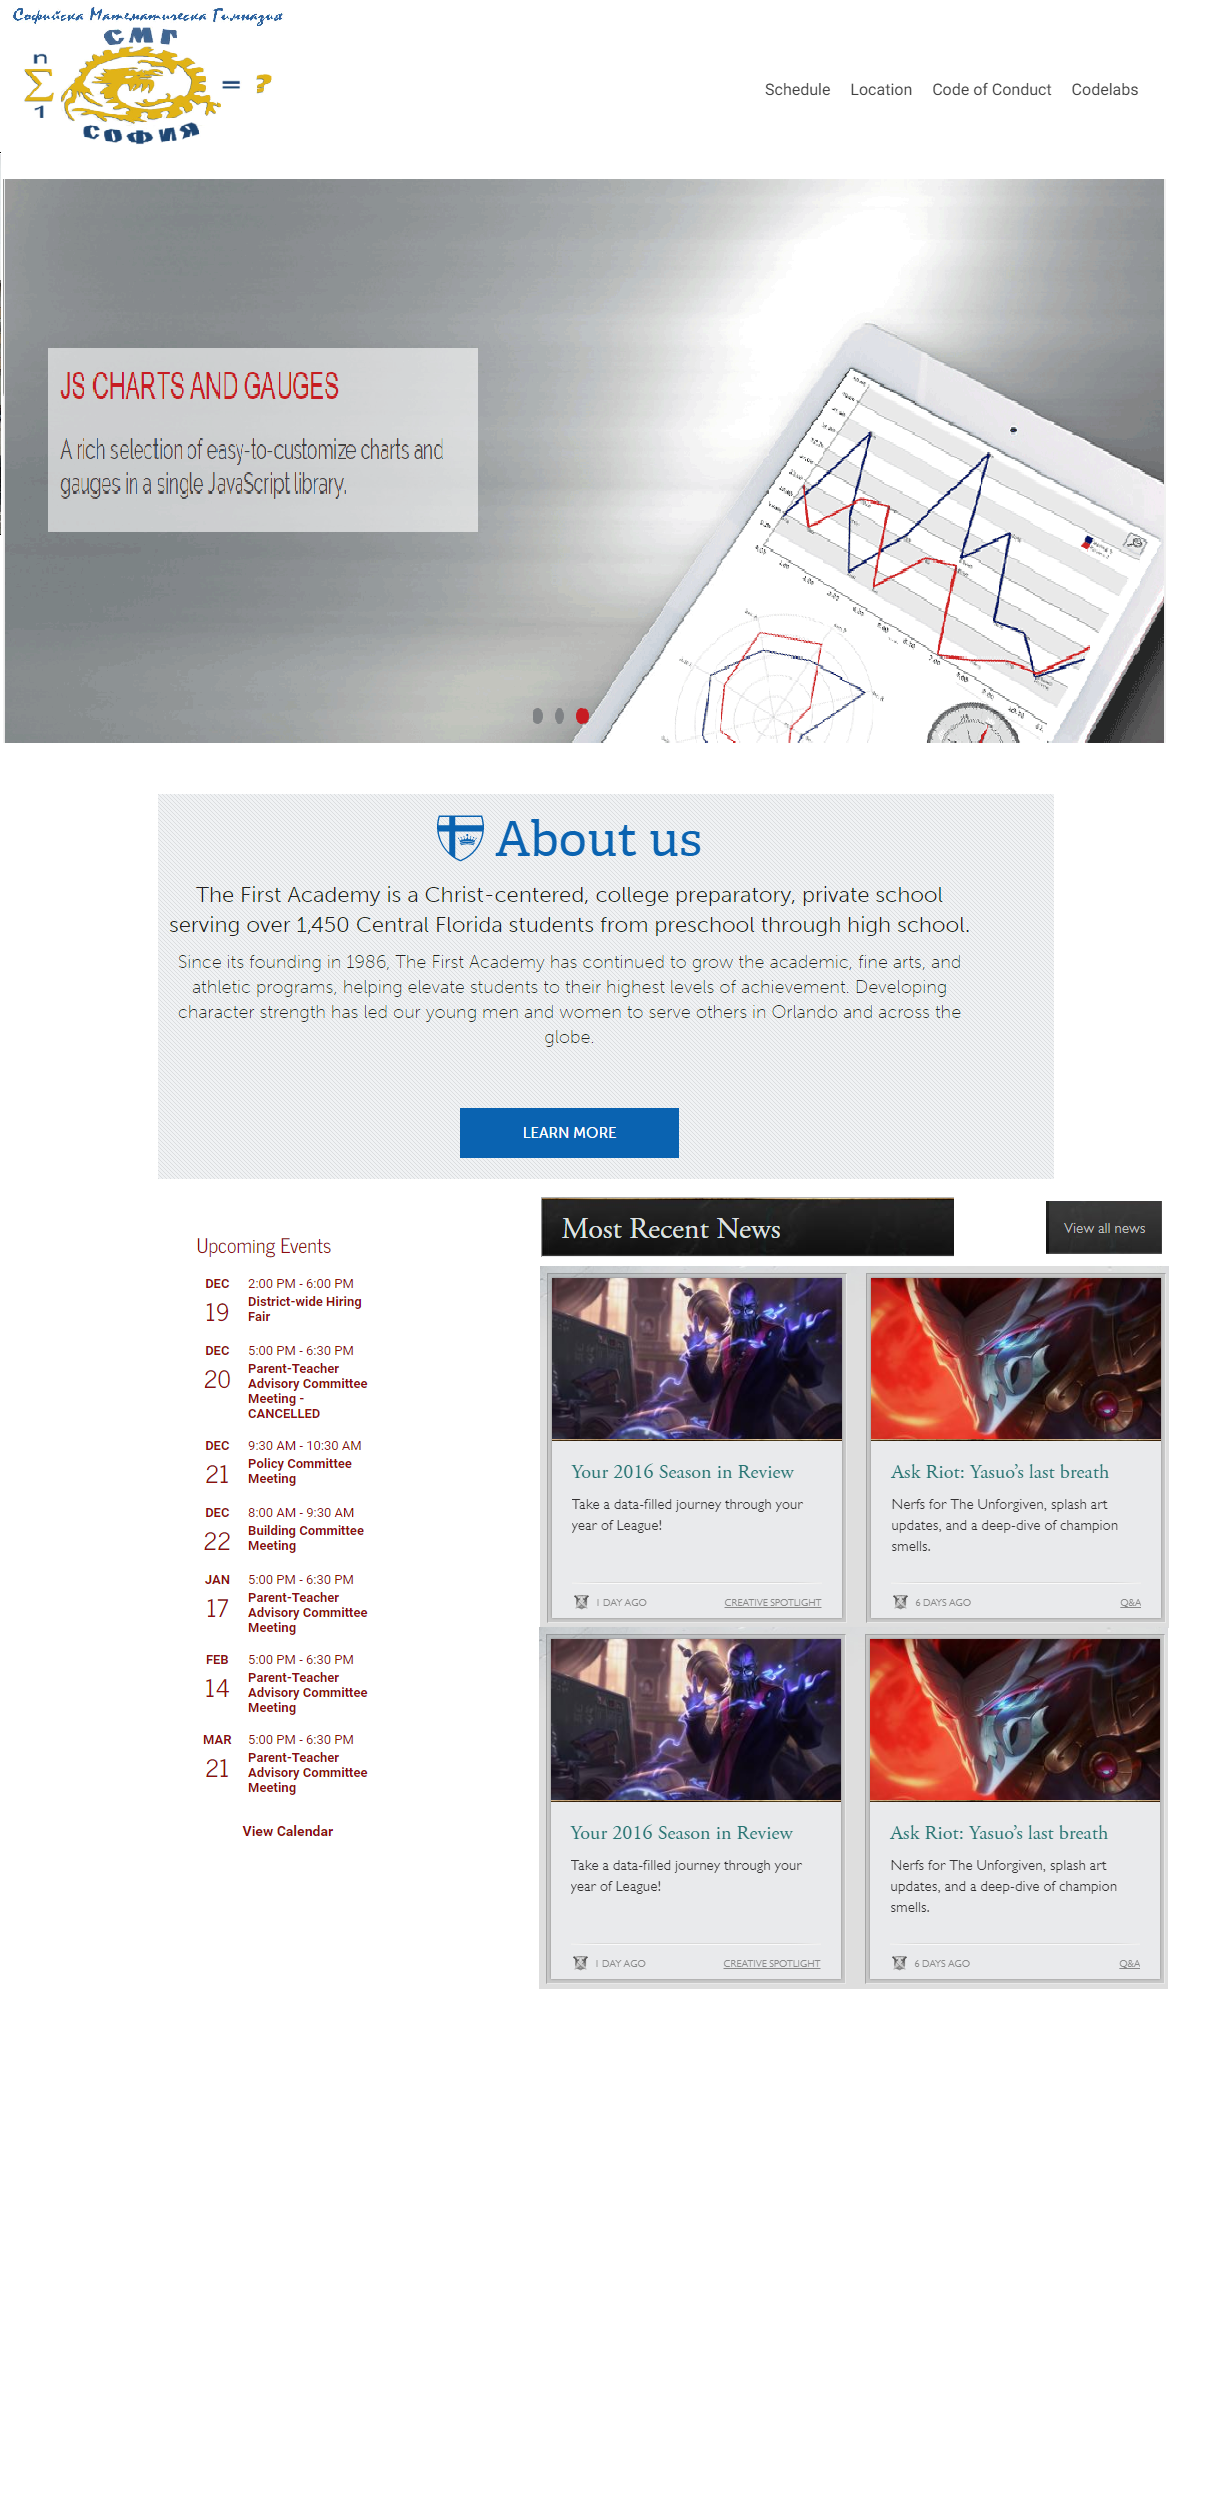 Софийска Математическа Гимназия
СМГ
n
Σ
1
= ?
СОФИЯ
Schedule Location Code of Conduct Codelabs
JS CHARTS AND GAUGES
A rich selection of easy-to-customize charts and
gauges in a single JavaScript library.
About us
The First Academy is a Christ-centered, college preparatory, private school
serving over 1,450 Central Florida students from preschool through high school.
Since its founding in 1986, The First Academy has continued to grow the academic, fine arts, and
athletic programs, helping elevate students to their highest levels of achievement. Developing
character strength has led our young men and women to serve others in Orlando and across the
globe.
LEARN MORE
Upcoming Events
DEC 2:00 PM - 6:00 PM
19 District-wide Hiring
Fair
DEC 5:00 PM - 6:30 PM
20 Parent-Teacher
Advisory Committee
Meeting -
CANCELLED
DEC 9:30 AM - 10:30 AM
21 Policy Committee
Meeting
DEC 8:00 AM - 9:30 AM
22 Building Committee
Meeting
JAN 5:00 PM - 6:30 PM
17 Parent-Teacher
Advisory Committee
Meeting
FEB 5:00 PM - 6:30 PM
14 Parent-Teacher
Advisory Committee
Meeting
MAR 5:00 PM - 6:30 PM
21 Parent-Teacher
Advisory Committee
Meeting
View Calendar
Most Recent News
View all news
Your 2016 Season in Review
Take a data-filled journey through your
year of League!
1 DAY AGO CREATIVE SPOTLIGHT
Ask Riot: Yasuo’s last breath
Nerfs for The Unforgiven, splash art
updates, and a deep-dive of champion
smells.
6 DAYS AGO Q&A
Your 2016 Season in Review
Take a data-filled journey through your
year of League!
1 DAY AGO CREATIVE SPOTLIGHT
Ask Riot: Yasuo’s last breath
Nerfs for The Unforgiven, splash art
updates, and a deep-dive of champion
smells.
6 DAYS AGO Q&A